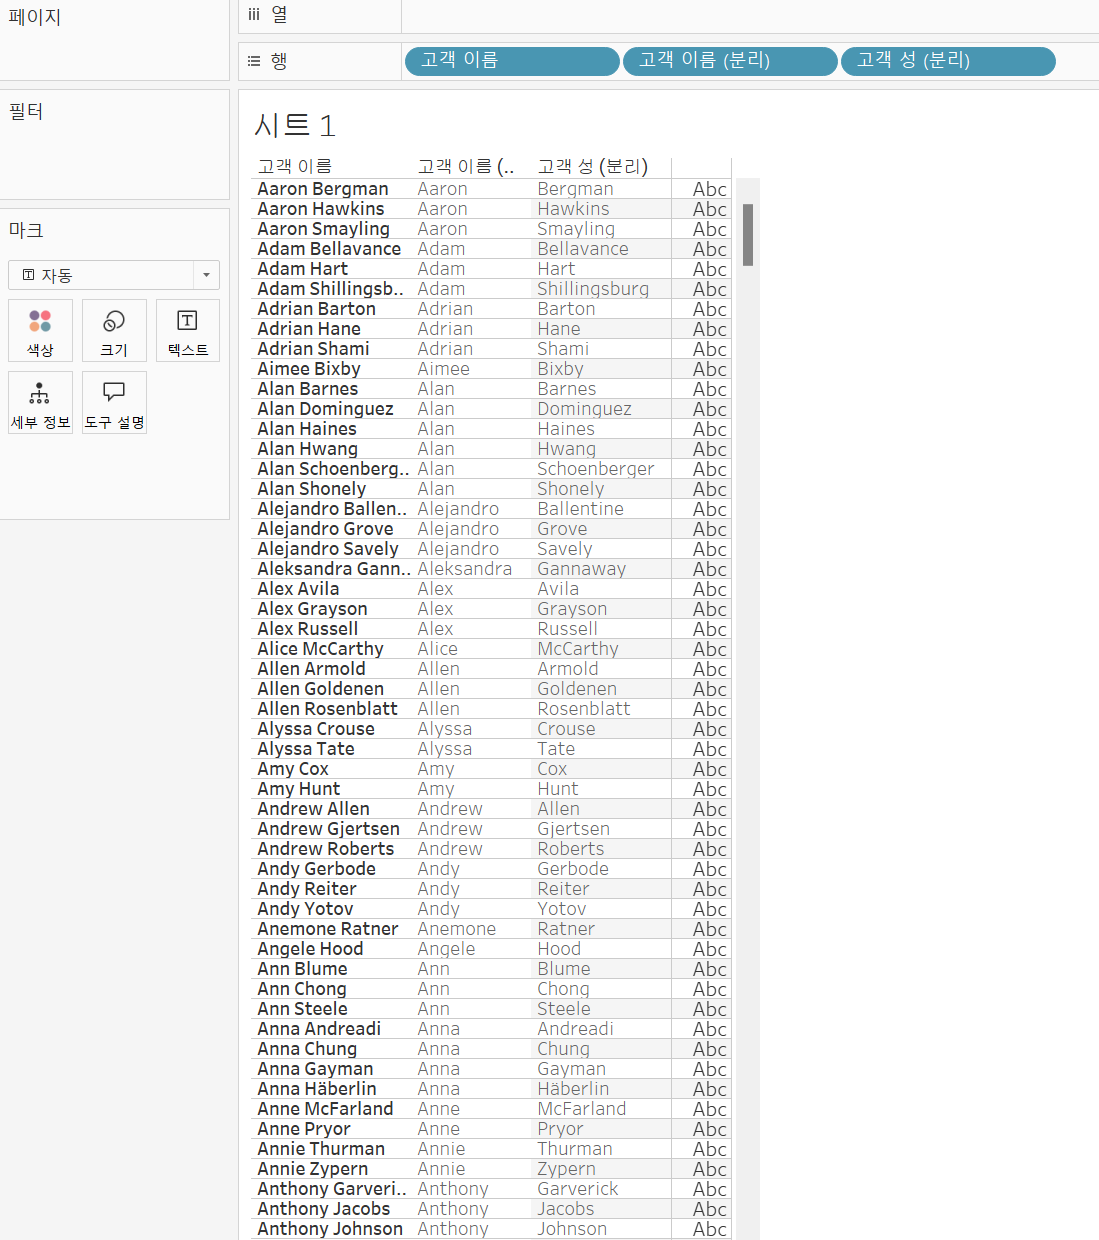 페이지
열
행
고객 이름
고객 이름 (분리)
고객 성 (분리)
필터
마크
자동
색상
크기
텍스트
세부 정보
도구 설명
시트 1
고객 이름 고객 이름 (.. 고객 성 (분리)
Aaron Bergman Aaron Bergman Abc
Aaron Hawkins Aaron Hawkins Abc
Aaron Smayling Aaron Smayling Abc
Adam Bellavance Adam Bellavance Abc
Adam Hart Adam Hart Abc
Adam Shillingsb.. Adam Shillingsburg Abc
Adrian Barton Adrian Barton Abc
Adrian Hane Adrian Hane Abc
Adrian Shami Adrian Shami Abc
Aimee Bixby Aimee Bixby Abc
Alan Barnes Alan Barnes Abc
Alan Dominguez Alan Dominguez Abc
Alan Haines Alan Haines Abc
Alan Hwang Alan Hwang Abc
Alan Schoenberg.. Alan Schoenberger Abc
Alan Shonely Alan Shonely Abc
Alejandro Ballen.. Alejandro Ballentine Abc
Alejandro Grove Alejandro Grove Abc
Alejandro Savely Alejandro Savely Abc
Aleksandra Gann.. Aleksandra Gannaway Abc
Alex Avila Alex Avila Abc
Alex Grayson Alex Grayson Abc
Alex Russell Alex Russell Abc
Alice McCarthy Alice McCarthy Abc
Allen Armold Allen Armold Abc
Allen Goldenen Allen Goldenen Abc
Allen Rosenblatt Allen Rosenblatt Abc
Alyssa Crouse Alyssa Crouse Abc
Alyssa Tate Alyssa Tate Abc
Amy Cox Amy Cox Abc
Amy Hunt Amy Hunt Abc
Andrew Allen Andrew Allen Abc
Andrew Gjertsen Andrew Gjertsen Abc
Andrew Roberts Andrew Roberts Abc
Andy Gerbode Andy Gerbode Abc
Andy Reiter Andy Reiter Abc
Andy Yotov Andy Yotov Abc
Anemone Ratner Anemone Ratner Abc
Angele Hood Angele Hood Abc
Ann Blume Ann Blume Abc
Ann Chong Ann Chong Abc
Ann Steele Ann Steele Abc
Anna Andreadi Anna Andreadi Abc
Anna Chung Anna Chung Abc
Anna Gayman Anna Gayman Abc
Anna Häberlin Anna Häberlin Abc
Anne McFarland Anne McFarland Abc
Anne Pryor Anne Pryor Abc
Annie Thurman Annie Thurman Abc
Annie Zypern Annie Zypern Abc
Anthony Garveri.. Anthony Garverick Abc
Anthony Jacobs Anthony Jacobs Abc
Anthony Johnson Anthony Johnson Abc